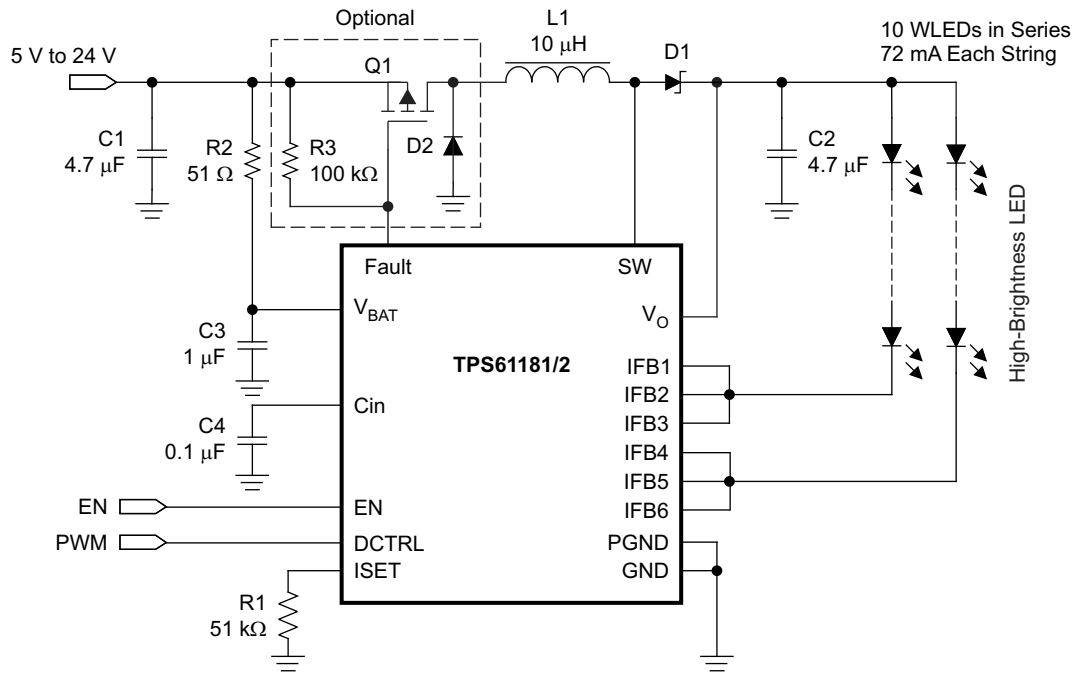 Optional
L1
10 μH
10 WLEDs in Series
72 mA Each String
5 V to 24 V
Q1
D1
C1
4.7 μF
R2
51 Ω
R3
100 kΩ
D2
C2
4.7 μF
High-Brightness LED
Fault
SW
VBAT
VO
C3
1 μF
TPS61181/2
IFB1
IFB2
IFB3
Cin
C4
0.1 μF
IFB4
IFB5
IFB6
EN
EN
PWM
DCTRL
PGND
ISET
GND
R1
51 kΩ